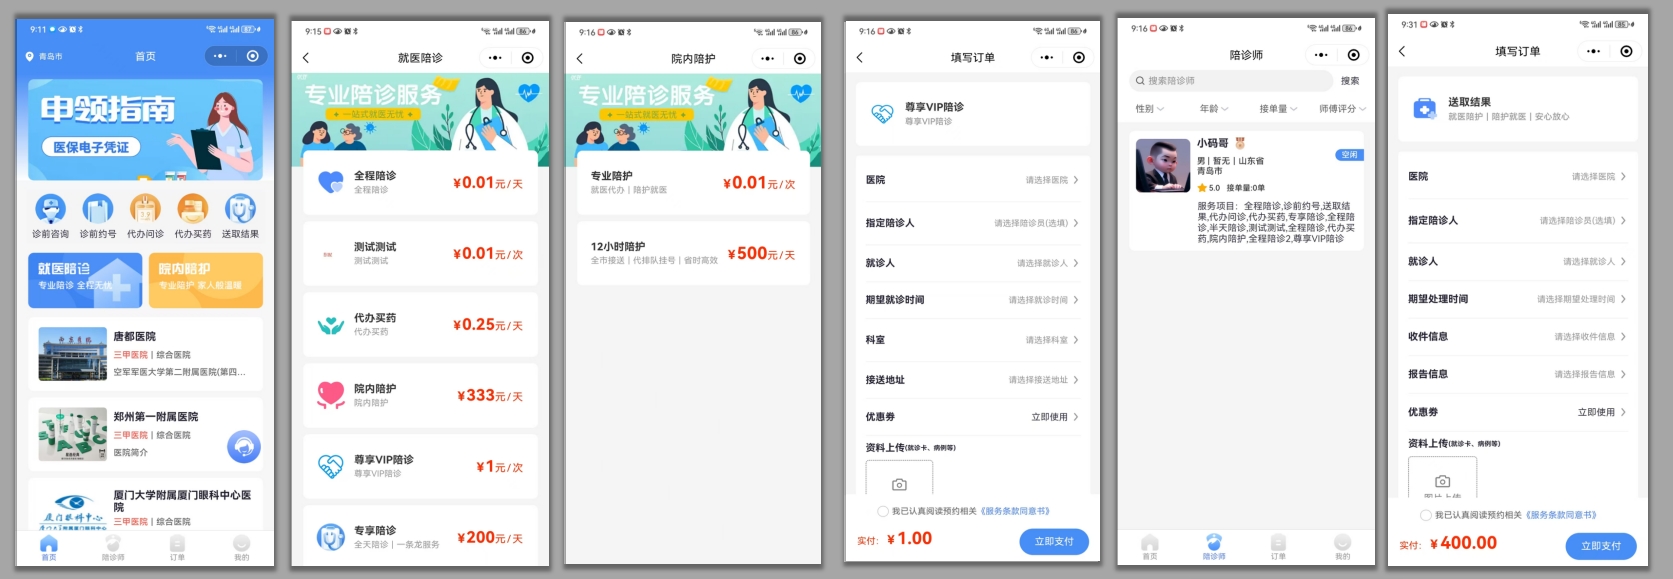 9:11
87
青岛市
首页
申领指南
医保电子凭证
诊前咨询
诊前约号
代办问诊
代办买药
送取结果
就医陪诊
专业陪诊 全程无忧
院内陪护
专业陪护 家人般温暖
唐都医院
三甲医院 | 综合医院
空军军医大学第二附属医院(第四...
郑州第一附属医院
三甲医院 | 综合医院
医院简介
厦门大学附属厦门眼科中心医
院
三甲医院 | 综合医院
厦门眼科中心
首页
陪诊师
订单
我的
9:15
86
就医陪诊
专业陪诊服务
一站式就医无忧
全程陪诊
全程陪诊
¥0.01元/天
测试测试
测试测试
¥0.01元/次
代办买药
代办买药
¥0.25元/天
院内陪护
院内陪护
¥333元/天
尊享VIP陪诊
尊享VIP陪诊
¥1元/次
专享陪诊
全天陪诊 | 一条龙服务
¥200元/天
9:16
86
院内陪护
专业陪诊服务
一站式就医无忧
专业陪护
就医代办 | 陪护就医
¥0.01元/次
12小时陪护
全市接送 | 代排队挂号 | 省时高效
¥500元/天
9:16
86
填写订单
尊享VIP陪诊
尊享VIP陪诊
医院
请选择医院
指定陪诊人
请选择陪诊员(选填)
就诊人
请选择就诊人
期望就诊时间
请选择就诊时间
科室
请选择科室
接送地址
请选择接送地址
优惠券
立即使用
资料上传(就诊卡、病例等)
我已认真阅读预约相关《服务条款同意书》
实付: ¥1.00
立即支付
9:16
86
陪诊师
搜索陪诊师
搜索
性别
年龄
接单量
师傅评分
小码哥
空闲
男 | 暂无 | 山东省
青岛市
5.0 接单量:0单
服务项目: 全程陪诊,诊前约号,送取结
果,代办问诊,代办买药,专享陪诊,全程陪
诊,半天陪诊,测试测试,全程陪诊,代办买
药,院内陪护,全程陪诊2,尊享VIP陪诊
首页
陪诊师
订单
我的
9:31
85
填写订单
送取结果
就医陪护 | 陪护就医 | 安心放心
医院
请选择医院
指定陪诊人
请选择陪诊员(选填)
就诊人
请选择就诊人
期望处理时间
请选择期望处理时间
收件信息
请选择收件信息
报告信息
请选择报告信息
优惠券
立即使用
资料上传(就诊卡、病例等)
图片上传
我已认真阅读预约相关《服务条款同意书》
实付: ¥400.00
立即支付